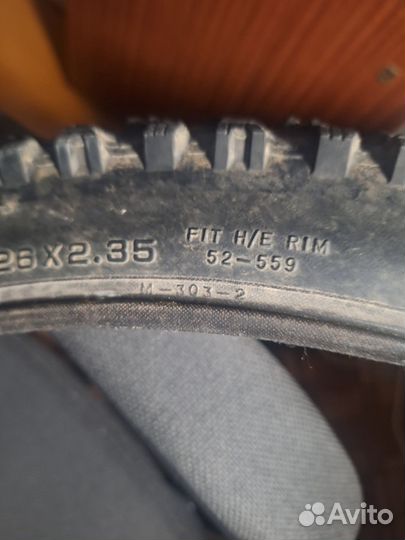 26X2.35 FIT H/E RIM
52-559
M-303-2
Avito